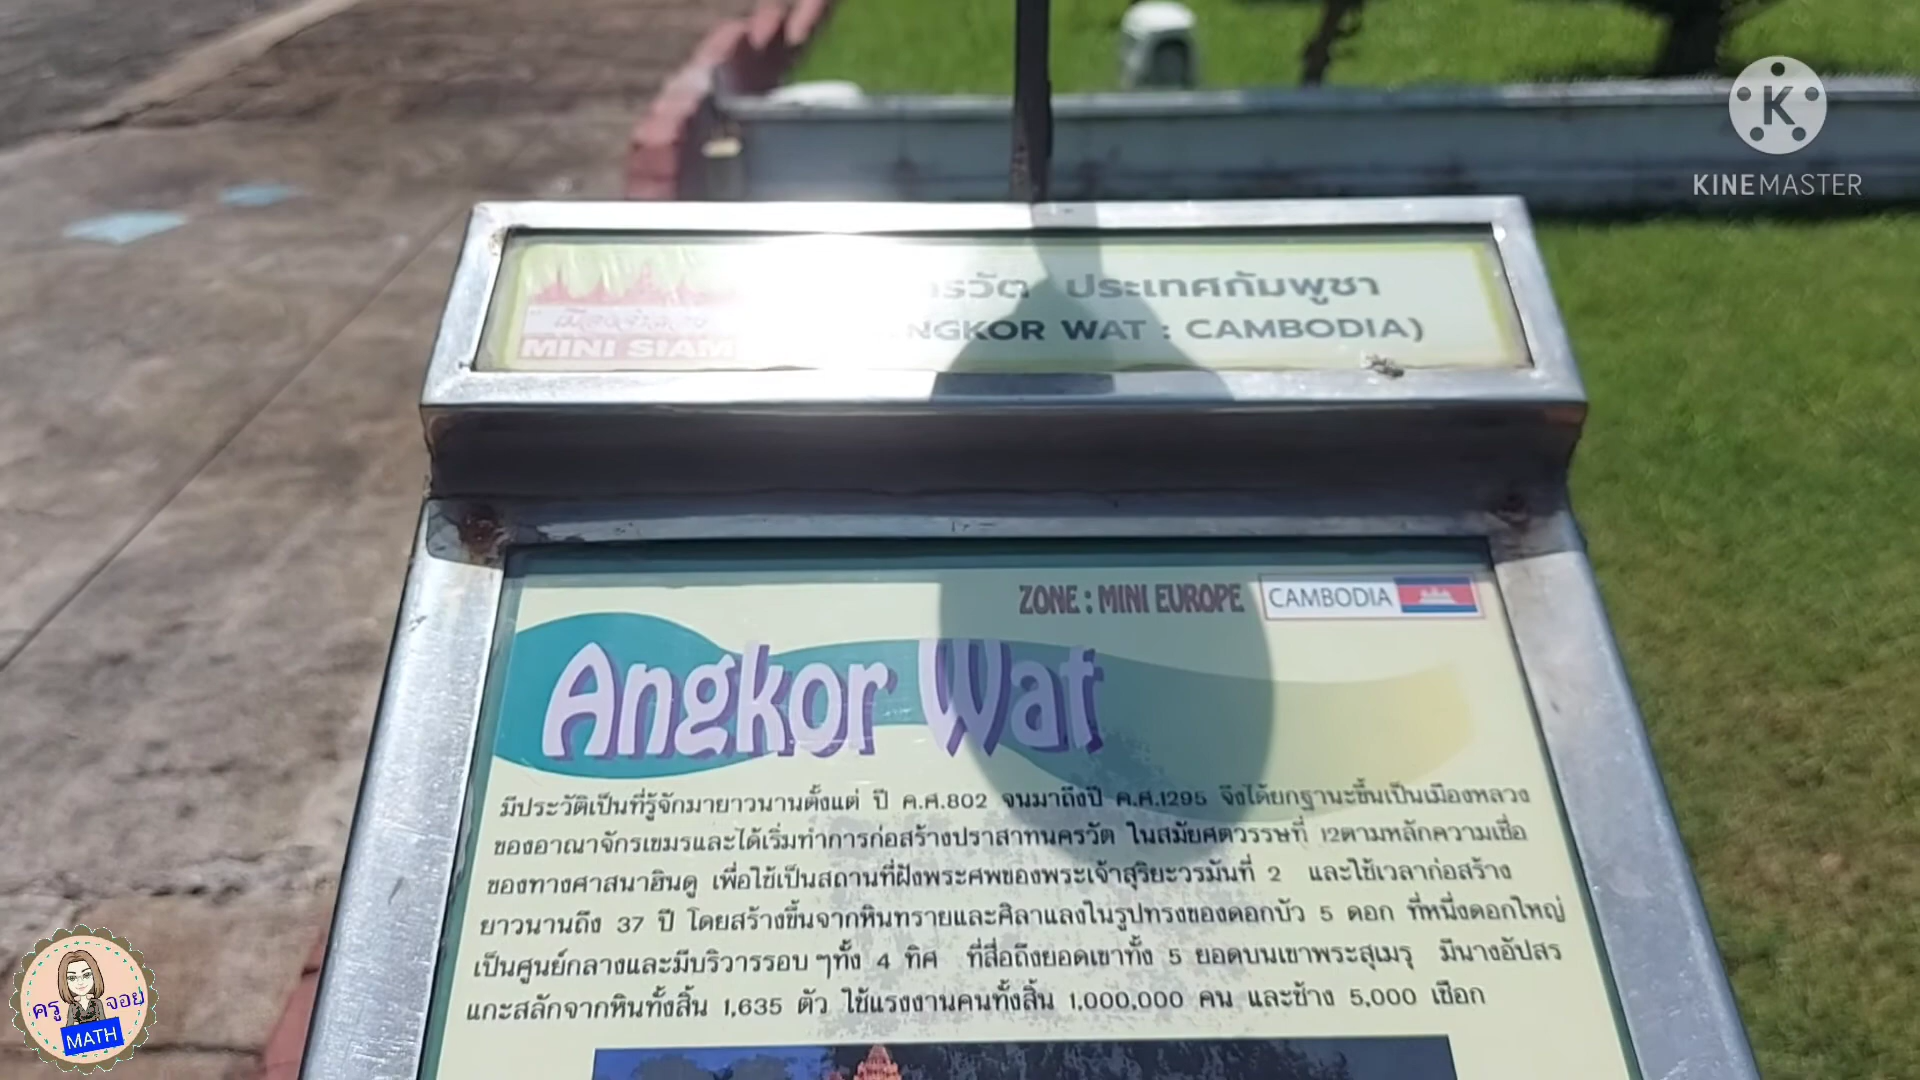 KINEMASTER
เมืองจำลอง
MINI SIAM
ประเทศกัมพูชา
ANGKOR WAT : CAMBODIA)
ZONE : MINI EUROPE
CAMBODIA
Angkor Wat
มีประวัติเป็นที่รู้จักมายาวนานตั้งแต่ ปี ค.ศ.802 จนมาถึงปี ค.ศ.1295 จึงได้ยกฐานะขึ้นเป็นเมืองหลวง
ของอาณาจักรเขมรและได้เริ่มทำการก่อสร้างปราสาทนครวัต ในสมัยศตวรรษที่ 12ตามหลักความเชื่อ
ของทางศาสนาฮินดู เพื่อใช้เป็นสถานที่ฝังพระศพของพระเจ้าสุริยะวรมันที่ 2 และใช้เวลาก่อสร้าง
ยาวนานถึง 37 ปี โดยสร้างขึ้นจากหินทรายและศิลาแลงในรูปทรงของดอกบัว 5 ดอก ที่หนึ่งดอกใหญ่
เป็นศูนย์กลางและมีบริวารรอบๆทั้ง 4 ทิศ ที่สื่อถึงยอดเขาทั้ง 5 ยอดบนเขาพระสุเมรุ มีนางอัปสร
แกะสลักจากหินทั้งสิ้น 1,635 ตัว ใช้แรงงานคนทั้งสิ้น 1,000,000 คน และช้าง 5,000 เชือก
ครูจอย
MATH